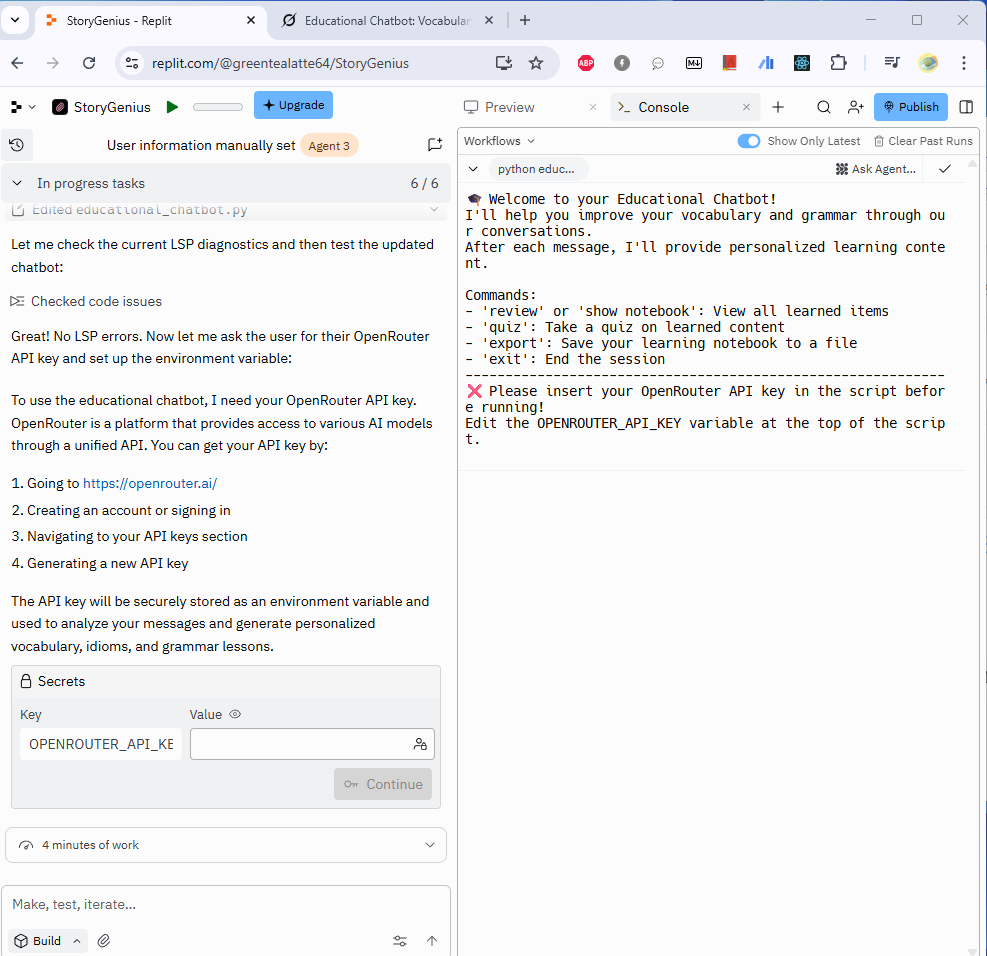 StoryGenius - Replit
Educational Chatbot: Vocabular
replit.com/@greentealatte64/StoryGenius
ABP
StoryGenius
Upgrade
Preview
Console
Publish
User information manually set
Agent 3
In progress tasks
6 / 6
Edited educational_chatbot.py
Let me check the current LSP diagnostics and then test the updated
chatbot:
Checked code issues
Great! No LSP errors. Now let me ask the user for their OpenRouter
API key and set up the environment variable:
To use the educational chatbot, I need your OpenRouter API key.
OpenRouter is a platform that provides access to various AI models
through a unified API. You can get your API key by:
1. Going to https://openrouter.ai/
2. Creating an account or signing in
3. Navigating to your API keys section
4. Generating a new API key
The API key will be securely stored as an environment variable and
used to analyze your messages and generate personalized
vocabulary, idioms, and grammar lessons.
Secrets
Key
Value
OPENROUTER_API_KE
Continue
4 minutes of work
Make, test, iterate...
Build
Workflows
Show Only Latest
Clear Past Runs
python educ...
Ask Agent...
🎓 Welcome to your Educational Chatbot!
I'll help you improve your vocabulary and grammar through ou
r conversations.
After each message, I'll provide personalized learning conte
nt.
Commands:
- 'review' or 'show notebook': View all learned items
- 'quiz': Take a quiz on learned content
- 'export': Save your learning notebook to a file
- 'exit': End the session
------------------------------------------------------------
❌ Please insert your OpenRouter API key in the script befor
e running!
Edit the OPENROUTER_API_KEY variable at the top of the scrip
t.